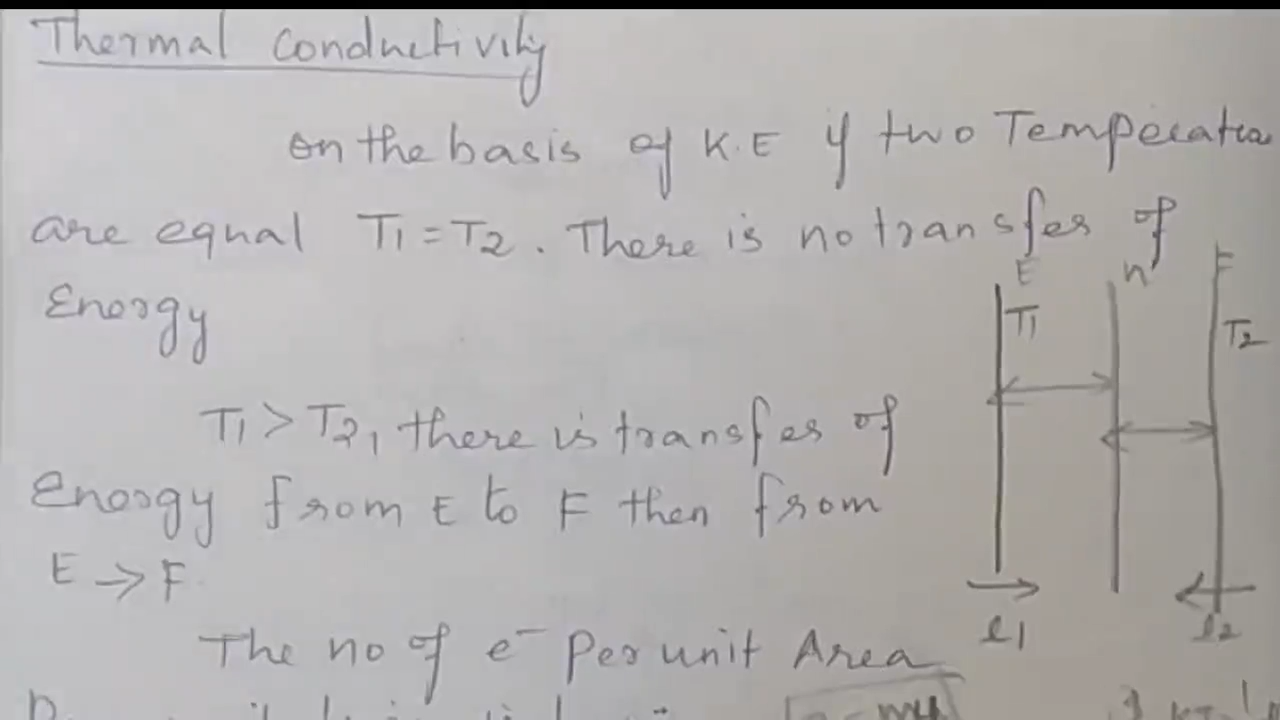 Thermal Conductivity
on the basis of K.E if two Temperatu
are equal T1 = T2 . There is no transfer of
Energy
E n F
T1 T2
T1 > T2, there is transfer of
Energy from E to F then from
E → F
l1 l2
The no of e⁻ per unit Area